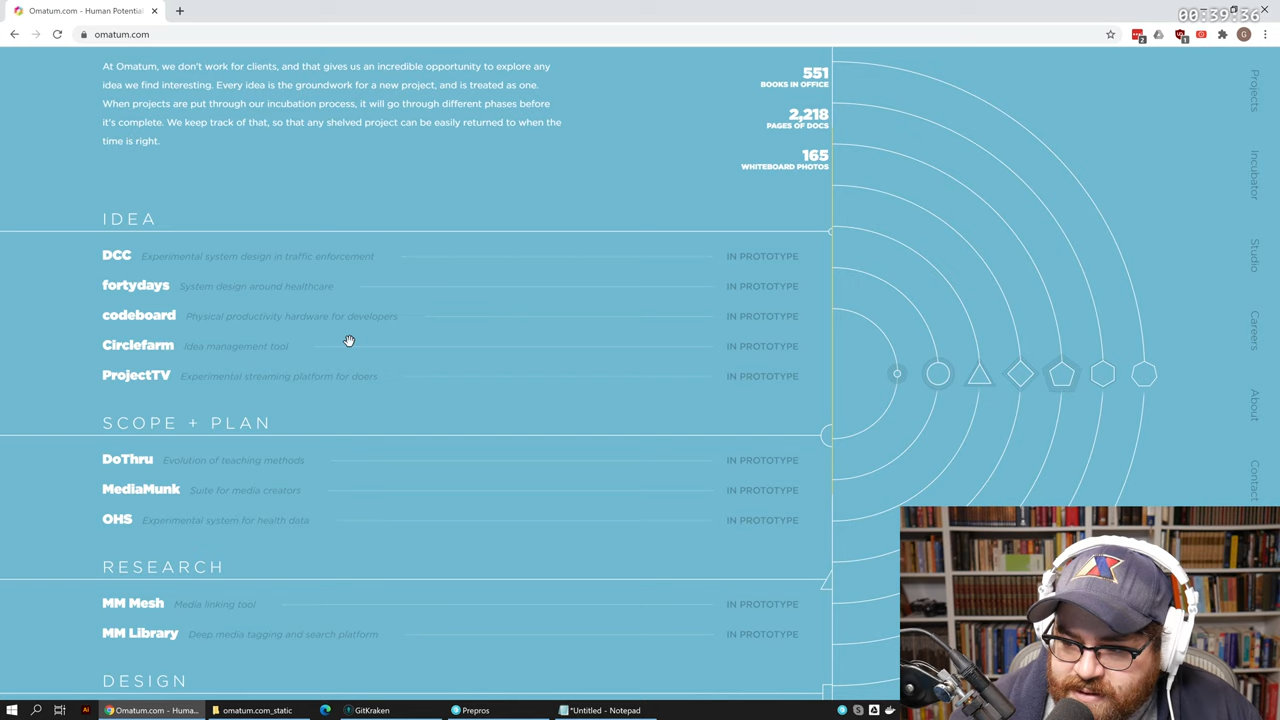 Omatum.com - Human Potentia
00:39:36
omatum.com
At Omatum, we don't work for clients, and that gives us an incredible opportunity to explore any
idea we find interesting. Every idea is the groundwork for a new project, and is treated as one.
When projects are put through our incubation process, it will go through different phases before
it's complete. We keep track of that, so that any shelved project can be easily returned to when the
time is right.
551
BOOKS IN OFFICE
2,218
PAGES OF DOCS
165
WHITEBOARD PHOTOS
Projects
Incubator
Studio
Careers
About
Contact
IDEA
DCC Experimental system design in traffic enforcement IN PROTOTYPE
fortydays System design around healthcare IN PROTOTYPE
codeboard Physical productivity hardware for developers IN PROTOTYPE
Circlefarm Idea management tool IN PROTOTYPE
ProjectTV Experimental streaming platform for doers IN PROTOTYPE
SCOPE + PLAN
DoThru Evolution of teaching methods IN PROTOTYPE
MediaMunk Suite for media creators IN PROTOTYPE
OHS Experimental system for health data IN PROTOTYPE
RESEARCH
MM Mesh Media linking tool IN PROTOTYPE
MM Library Deep media tagging and search platform IN PROTOTYPE
DESIGN
Omatum.com - Huma...
omatum.com_static
GitKraken
Prepros
*Untitled - Notepad